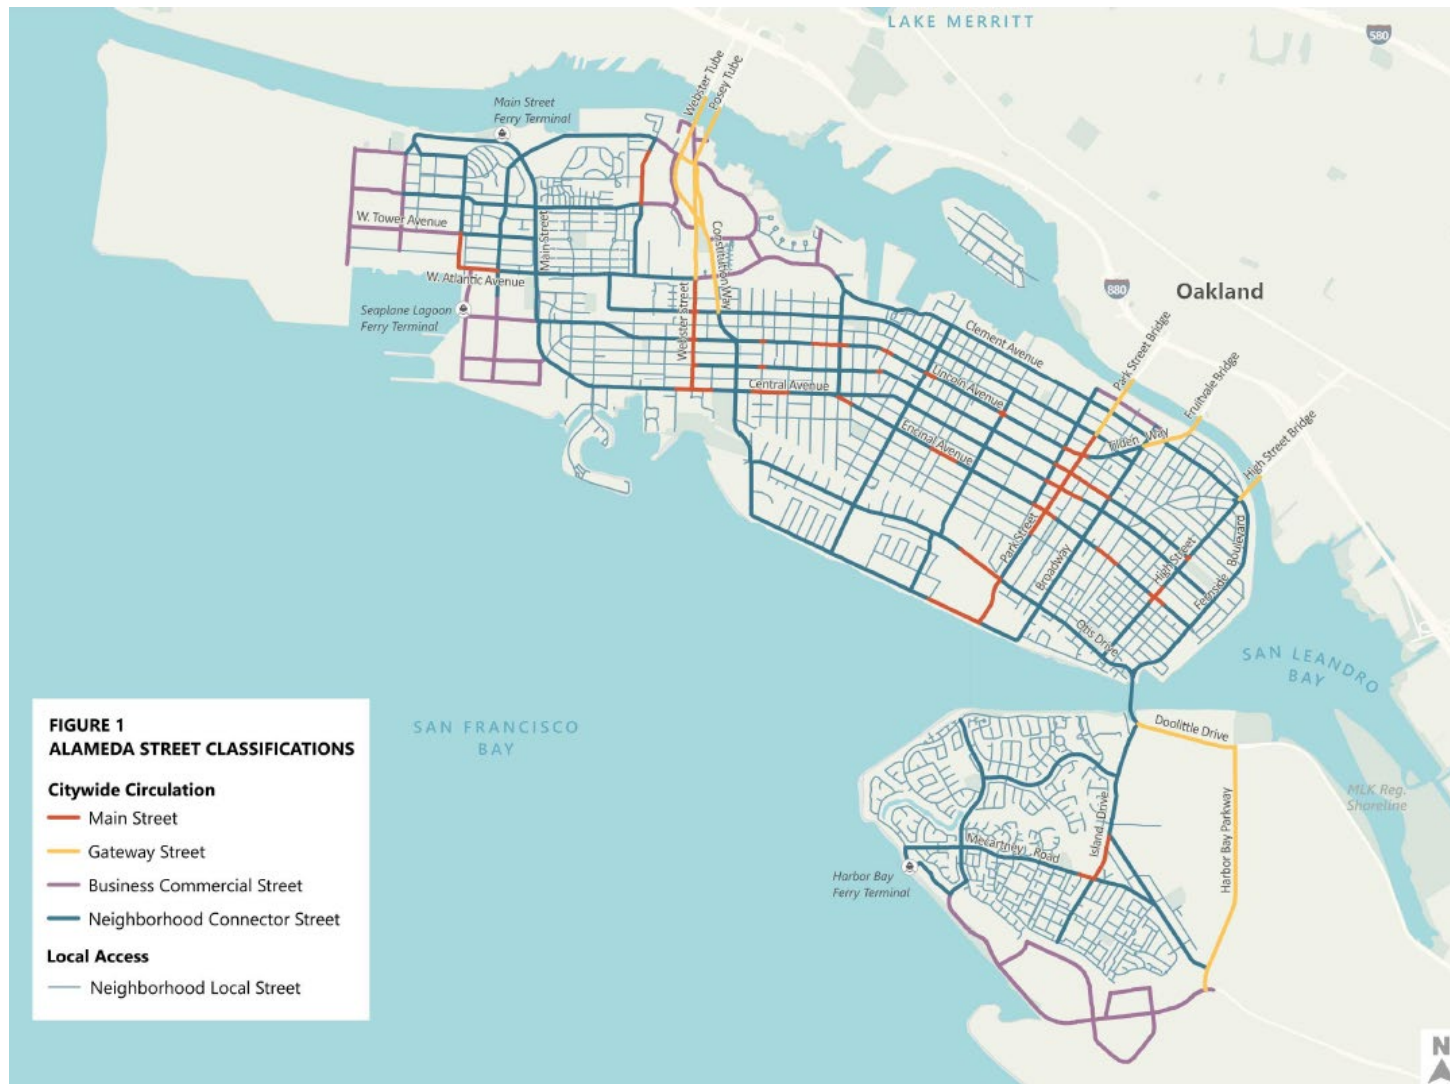 LAKE MERRITT
580
Webster Tube
Posey Tube
Main Street
Ferry Terminal
W. Tower Avenue
Main Street
Constitution Way
W. Atlantic Avenue
880
Oakland
Seaplane Lagoon
Ferry Terminal
Webster Street
Clement Avenue
Park Street Bridge
Fruitvale Bridge
Lincoln Avenue
Central Avenue
High Street Bridge
Encinal Avenue
Tilden Way
Park Street
Broadway
High Street
Fernside Boulevard
Otis Drive
SAN LEANDRO
BAY
SAN FRANCISCO
BAY
Doolittle Drive
MLK Reg.
Shoreline
Island Drive
Mecartney Road
Harbor Bay Parkway
Harbor Bay
Ferry Terminal
FIGURE 1
ALAMEDA STREET CLASSIFICATIONS
Citywide Circulation
Main Street
Gateway Street
Business Commercial Street
Neighborhood Connector Street
Local Access
Neighborhood Local Street
N